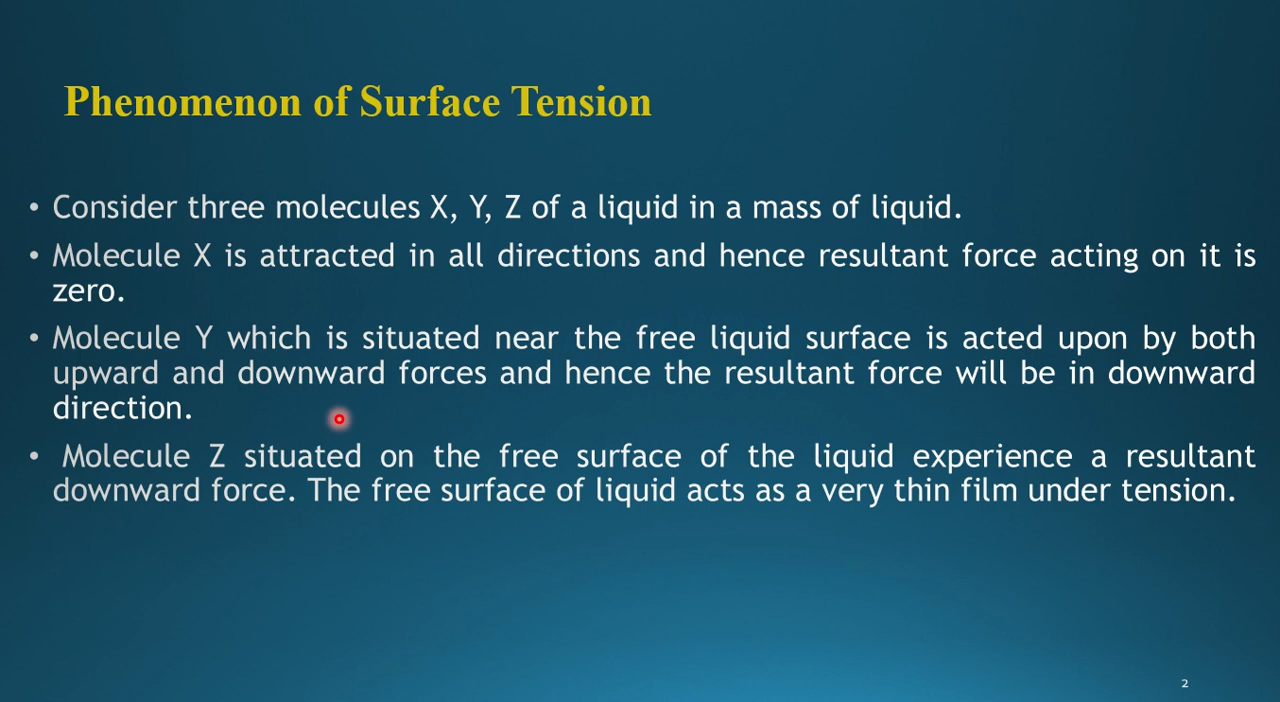 Phenomenon of Surface Tension
• Consider three molecules X, Y, Z of a liquid in a mass of liquid.
• Molecule X is attracted in all directions and hence resultant force acting on it is
zero.
• Molecule Y which is situated near the free liquid surface is acted upon by both
upward and downward forces and hence the resultant force will be in downward
direction.
• Molecule Z situated on the free surface of the liquid experience a resultant
downward force. The free surface of liquid acts as a very thin film under tension.
2